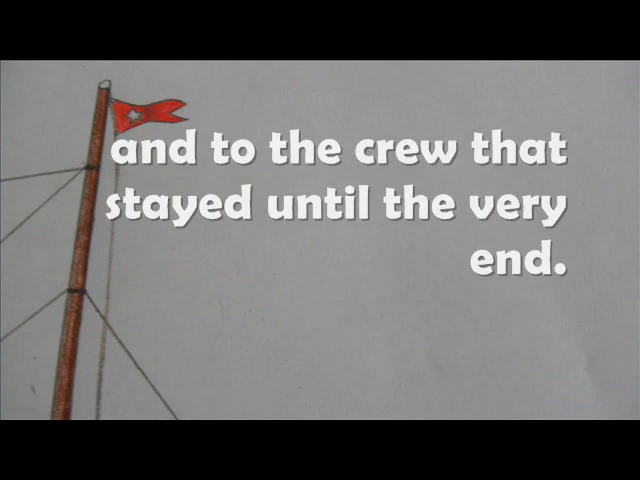 and to the crew that
stayed until the very
end.